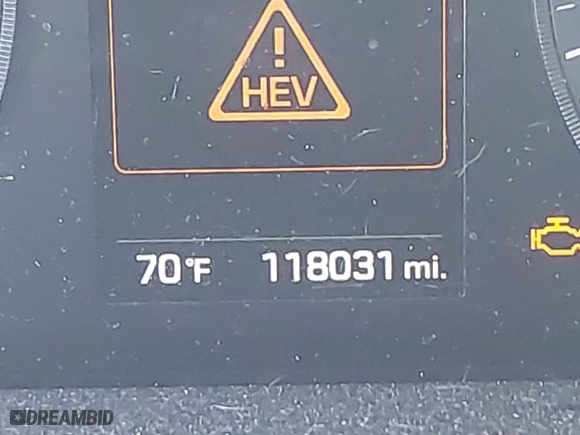 !
HEV
70°F 118031 mi.
DREAMBID